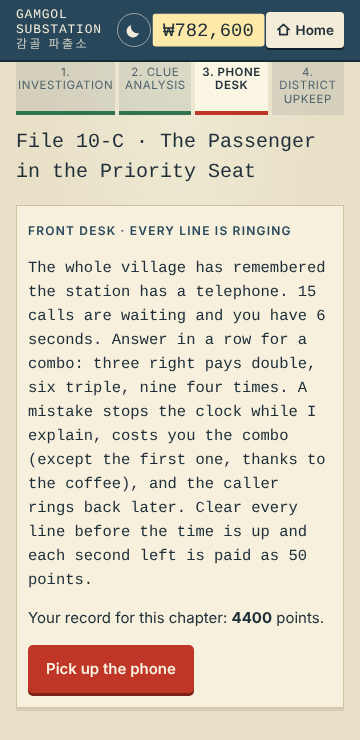 GAMGOL
SUBSTATION
감골 파출소
₩782,600
Home
1.
INVESTIGATION
2. CLUE
ANALYSIS
3. PHONE
DESK
4.
DISTRICT
UPKEEP
File 10-C · The Passenger
in the Priority Seat
FRONT DESK · EVERY LINE IS RINGING
The whole village has remembered
the station has a telephone. 15
calls are waiting and you have 6
seconds. Answer in a row for a
combo: three right pays double,
six triple, nine four times. A
mistake stops the clock while I
explain, costs you the combo
(except the first one, thanks to
the coffee), and the caller
rings back later. Clear every
line before the time is up and
each second left is paid as 50
points.
Your record for this chapter: 4400 points.
Pick up the phone